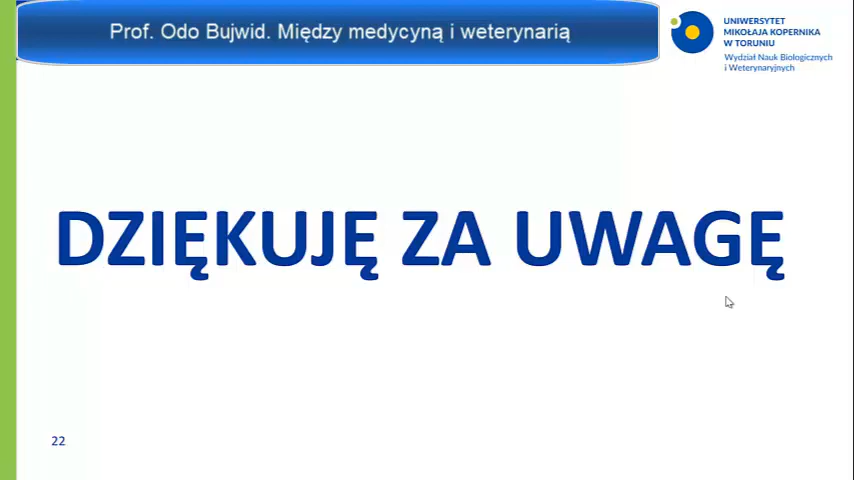 Prof. Odo Bujwid. Między medycyną i weterynarią
UNIWERSYTET
MIKOŁAJA KOPERNIKA
W TORUNIU
Wydział Nauk Biologicznych
i Weterynaryjnych
DZIĘKUJĘ ZA UWAGĘ
22